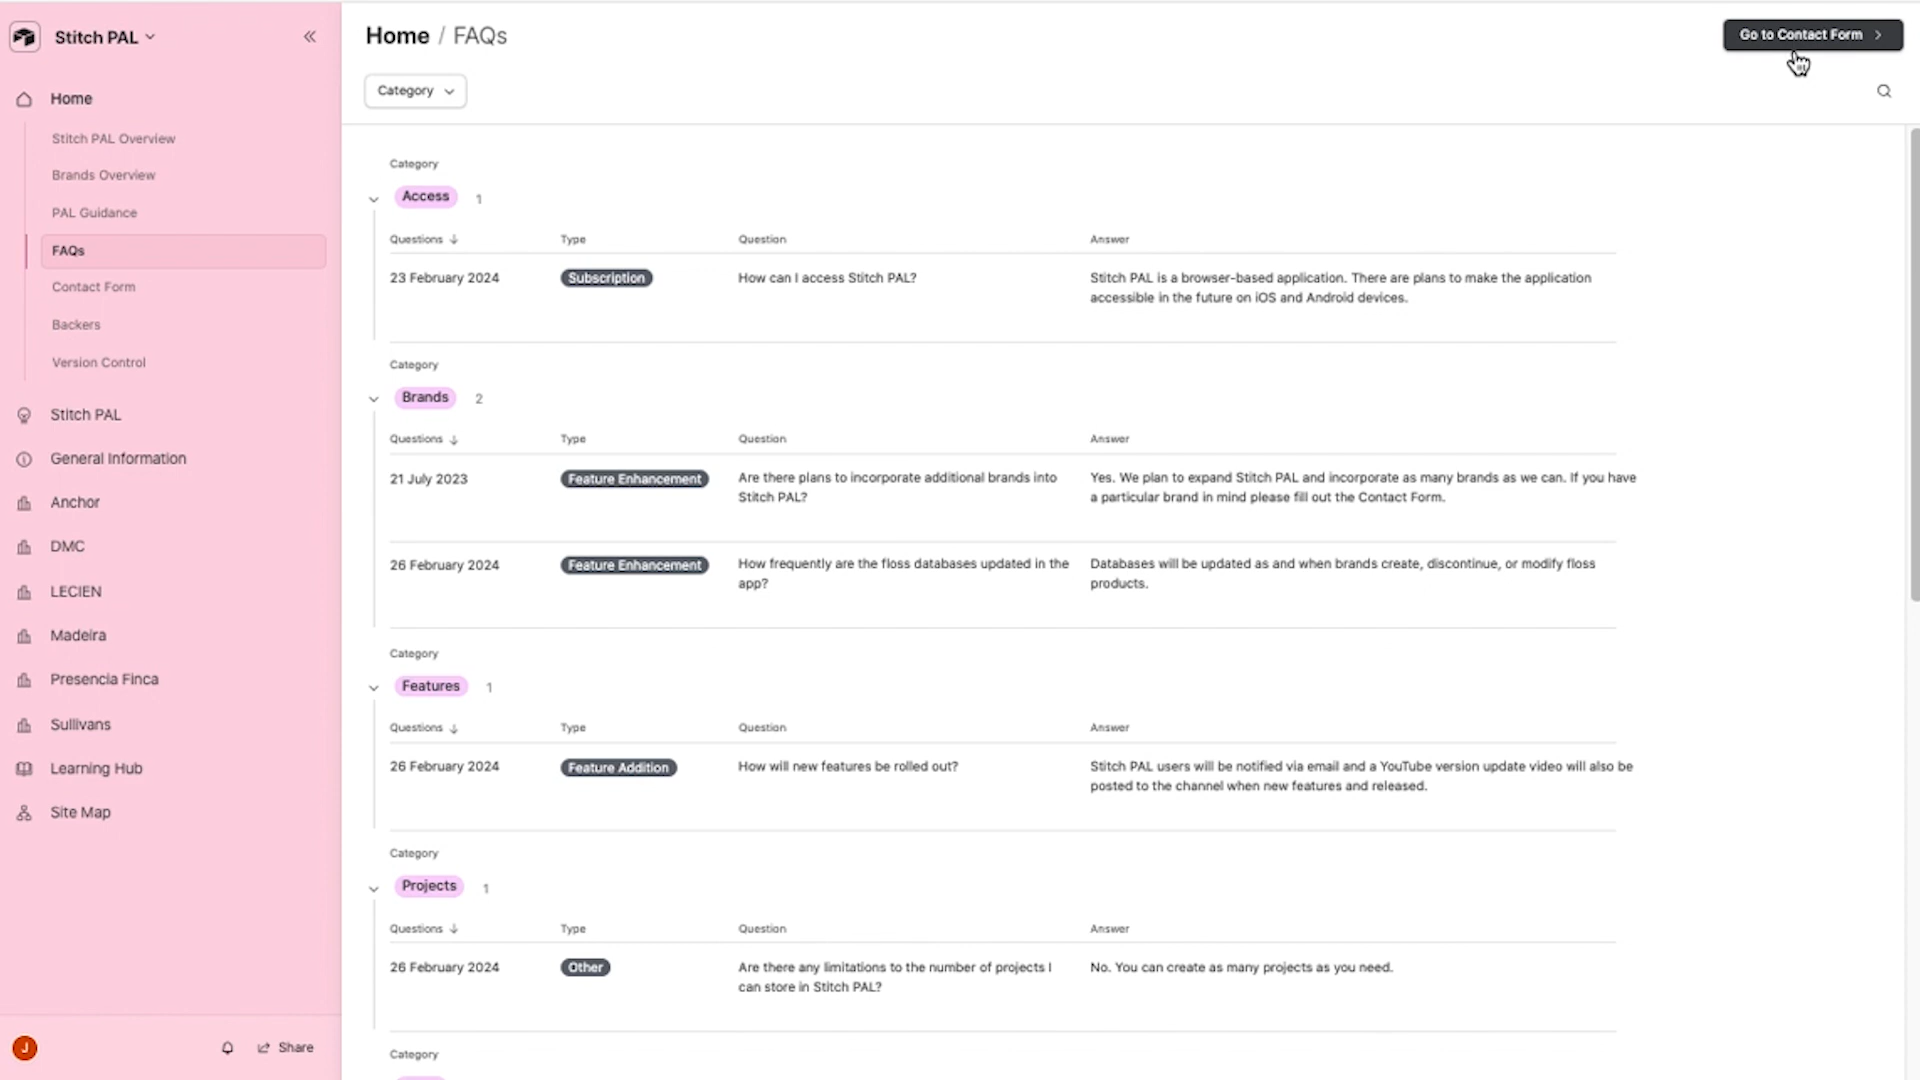 Stitch PAL
Home
Stitch PAL Overview
Brands Overview
PAL Guidance
FAQs
Contact Form
Backers
Version Control
Stitch PAL
General Information
Anchor
DMC
LECIEN
Madeira
Presencia Finca
Sullivans
Learning Hub
Site Map
J
Share
Home / FAQs
Go to Contact Form
Category
Category
Access 1
Questions Type Question Answer
23 February 2024 Subscription How can I access Stitch PAL? Stitch PAL is a browser-based application. There are plans to make the application
accessible in the future on iOS and Android devices.
Category
Brands 2
Questions Type Question Answer
21 July 2023 Feature Enhancement Are there plans to incorporate additional brands into Yes. We plan to expand Stitch PAL and incorporate as many brands as we can. If you have
Stitch PAL? a particular brand in mind please fill out the Contact Form.
26 February 2024 Feature Enhancement How frequently are the floss databases updated in the Databases will be updated as and when brands create, discontinue, or modify floss
app? products.
Category
Features 1
Questions Type Question Answer
26 February 2024 Feature Addition How will new features be rolled out? Stitch PAL users will be notified via email and a YouTube version update video will also be
posted to the channel when new features and released.
Category
Projects 1
Questions Type Question Answer
26 February 2024 Other Are there any limitations to the number of projects I No. You can create as many projects as you need.
can store in Stitch PAL?
Category